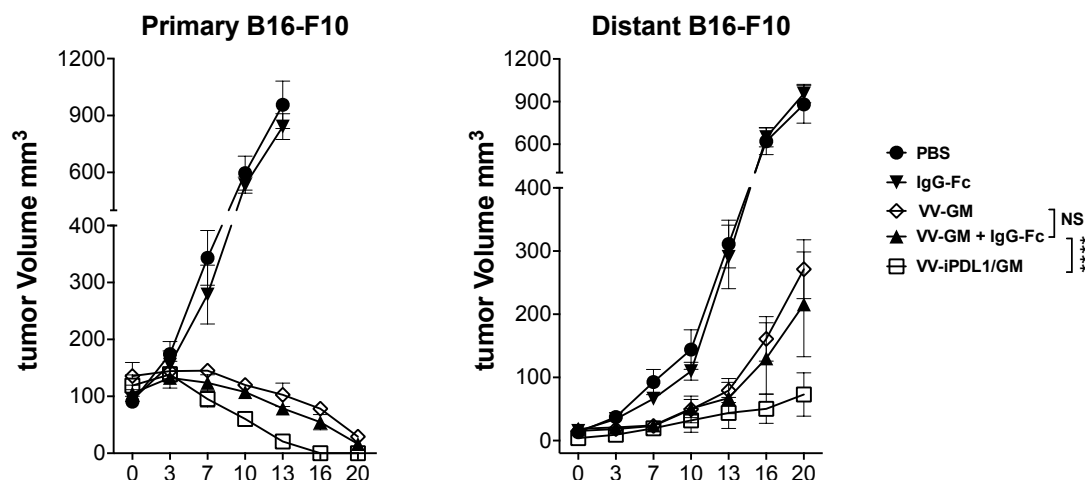 Primary B16-F10
Distant B16-F10
tumor Volume mm³
1200
900
600
400
300
200
100
0
0 3 7 10 13 16 20
tumor Volume mm³
1200
900
600
400
300
200
100
0
0 3 7 10 13 16 20
PBS
IgG-Fc
VV-GM
VV-GM + IgG-Fc
VV-iPDL1/GM
NS
****